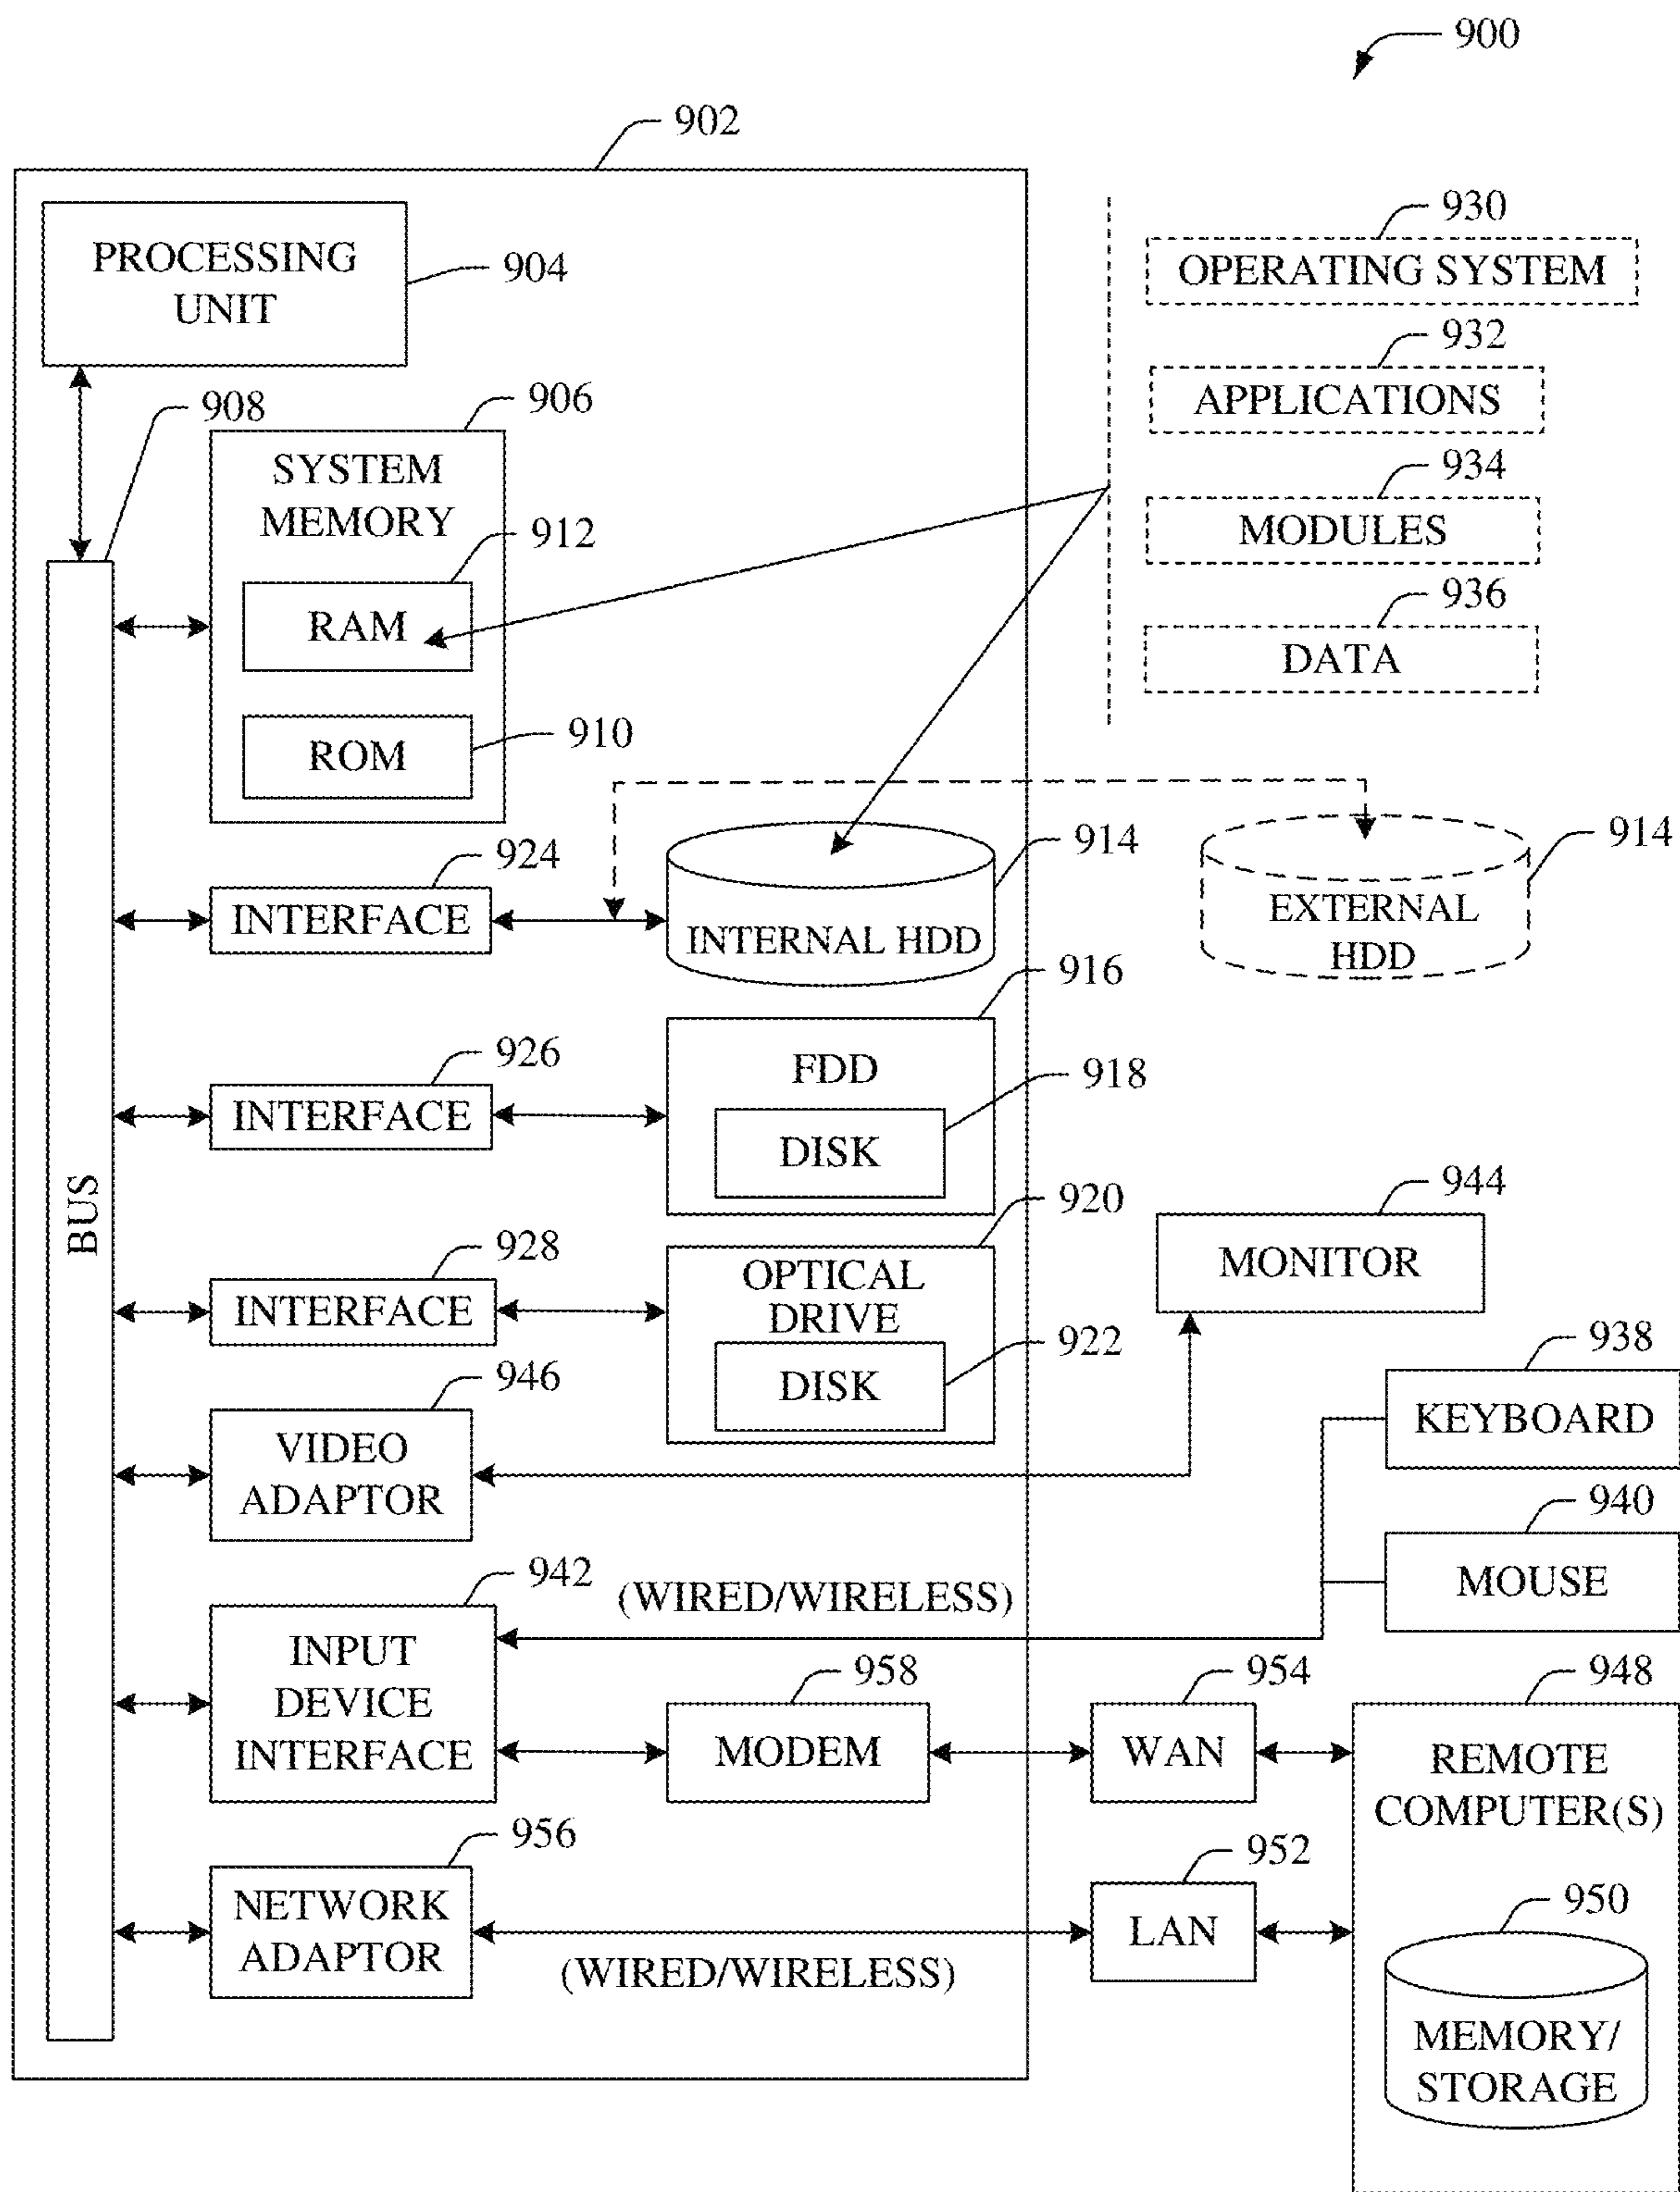 900
902
PROCESSING
UNIT
904
930
OPERATING SYSTEM
932
APPLICATIONS
934
MODULES
936
DATA
908
906
SYSTEM
MEMORY
912
RAM
910
ROM
BUS
924
INTERFACE
914
INTERNAL HDD
914
EXTERNAL
HDD
926
INTERFACE
916
FDD
918
DISK
928
INTERFACE
920
OPTICAL
DRIVE
922
DISK
944
MONITOR
946
VIDEO
ADAPTOR
938
KEYBOARD
940
MOUSE
942
INPUT
DEVICE
INTERFACE
(WIRED/WIRELESS)
958
MODEM
954
WAN
948
REMOTE
COMPUTER(S)
956
NETWORK
ADAPTOR
(WIRED/WIRELESS)
952
LAN
950
MEMORY/
STORAGE